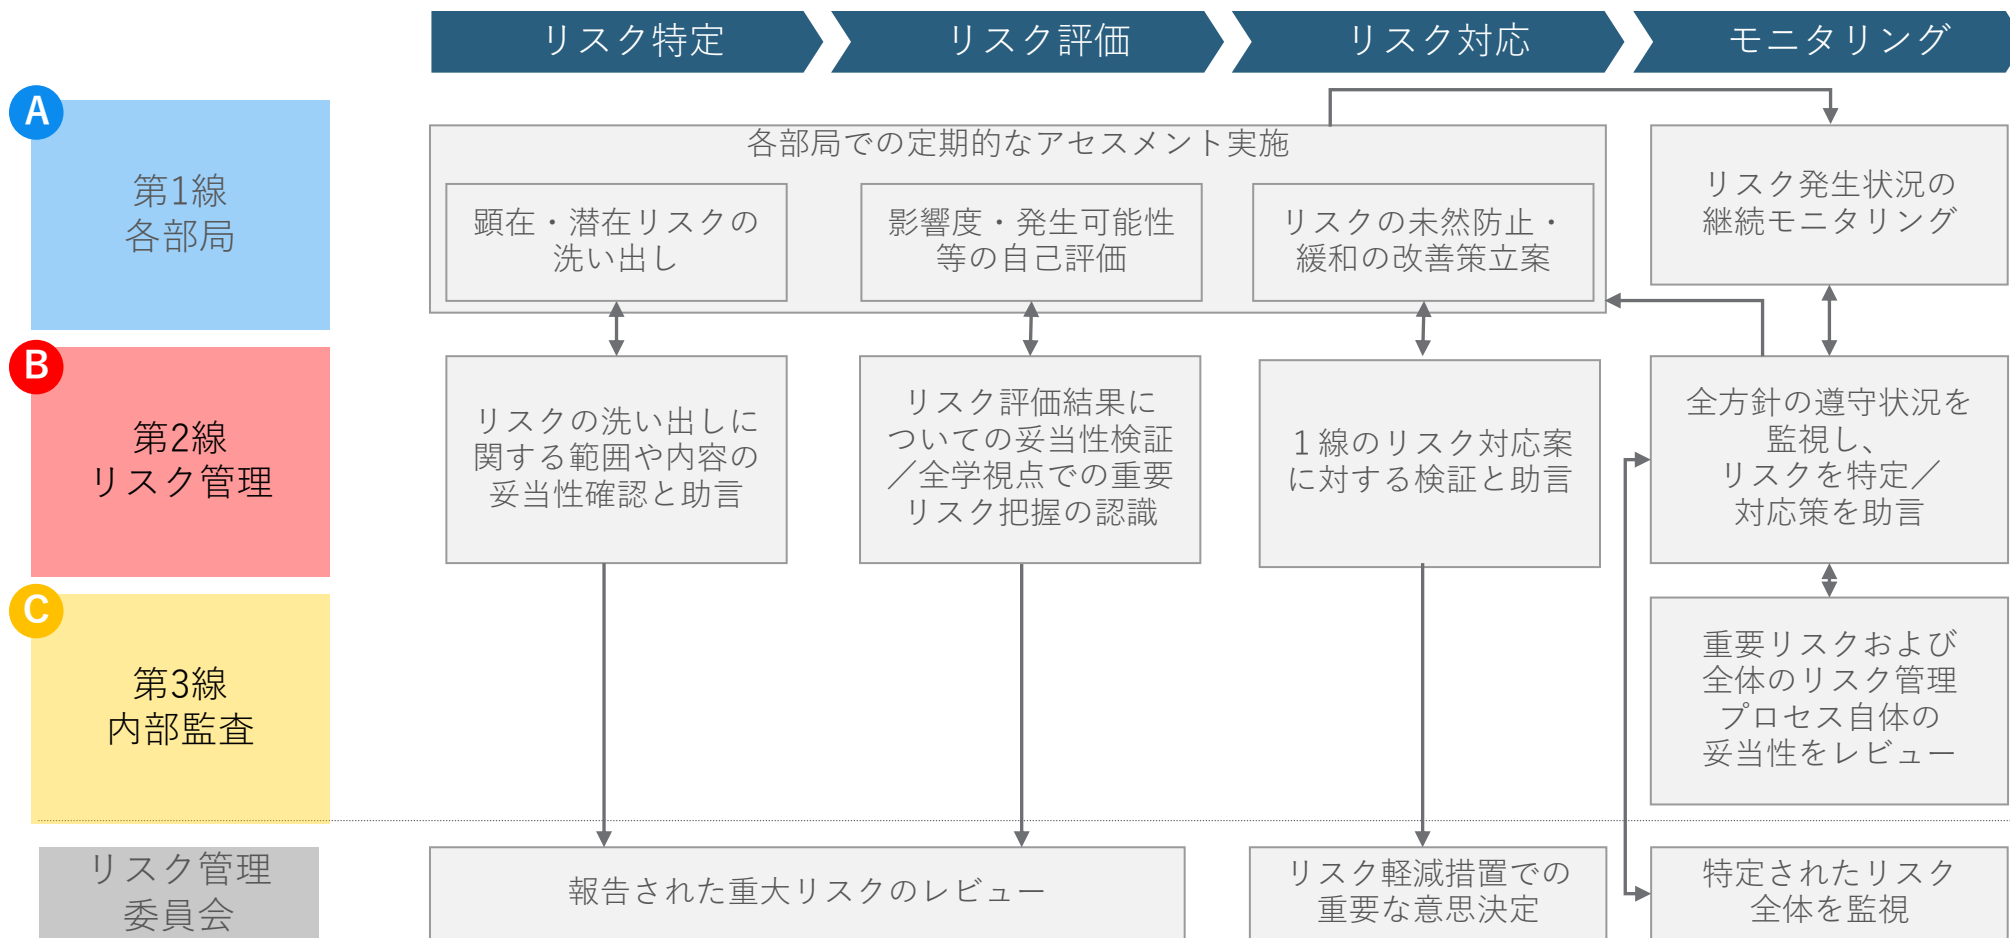 リスク特定
リスク評価
リスク対応
モニタリング
A
第1線
各部局
各部局での定期的なアセスメント実施
顕在・潜在リスクの
洗い出し
影響度・発生可能性
等の自己評価
リスクの未然防止・
緩和の改善策立案
リスク発生状況の
継続モニタリング
B
第2線
リスク管理
リスクの洗い出しに
関する範囲や内容の
妥当性確認と助言
リスク評価結果に
ついての妥当性検証
／全学視点での重要
リスク把握の認識
１線のリスク対応案
に対する検証と助言
全方針の遵守状況を
監視し、
リスクを特定／
対応策を助言
C
第3線
内部監査
重要リスクおよび
全体のリスク管理
プロセス自体の
妥当性をレビュー
リスク管理
委員会
報告された重大リスクのレビュー
リスク軽減措置での
重要な意思決定
特定されたリスク
全体を監視